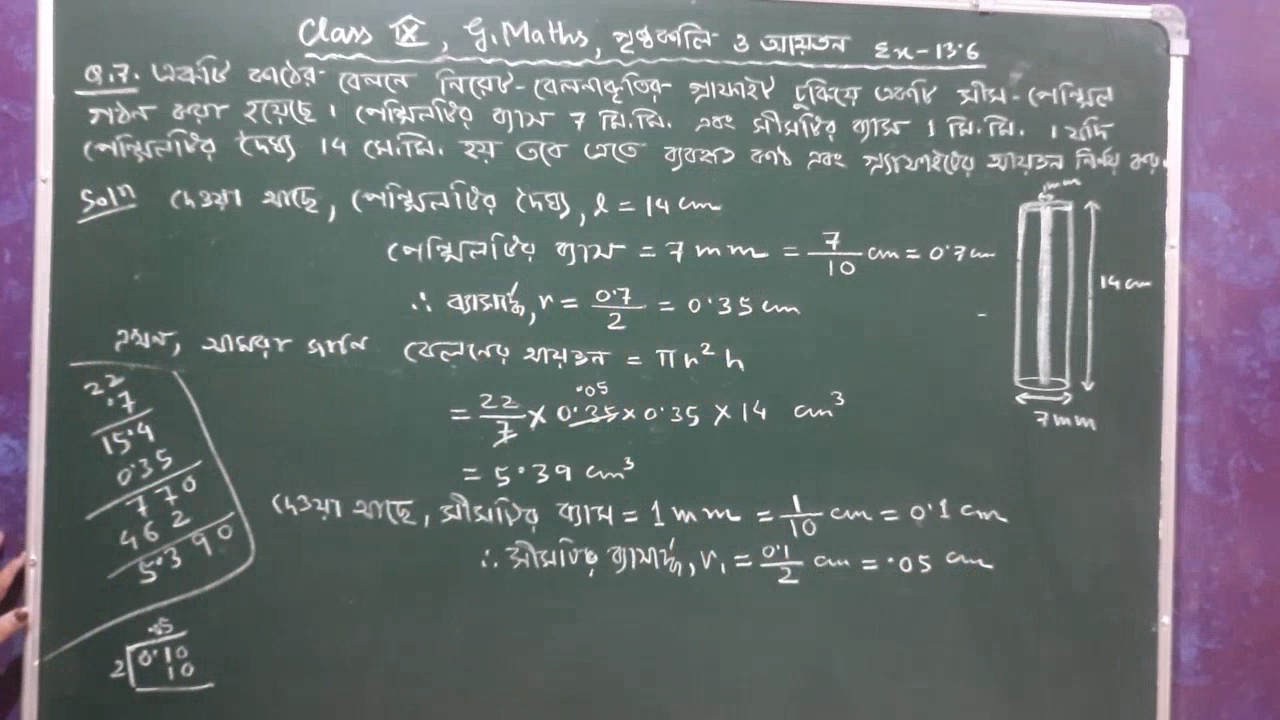 Class IX, G.Maths, পৃষ্ঠকালি ও আয়তন Ex-13.6
Q.7. একটা কাঠের বেলনে নিরেট-বেলনাকৃতির গ্রাফাইট ঢুকিয়ে একটা সীস-পেন্সিল
গঠন করা হয়েছে। পেন্সিলটির ব্যাস 7 মি.মি. এবং সীসটির ব্যাস 1 মি.মি. । যদি
পেন্সিলটির দৈর্ঘ্য 14 সে.মি. হয় তবে এতে ব্যবহৃত কাঠ এবং গ্র্যাফাইটের আয়তন নির্ণয় কর।
Soln দেওয়া আছে, পেন্সিলটির দৈর্ঘ্য, l = 14 cm
পেন্সিলটির ব্যাস = 7 mm = 7/10 cm = 0.7 cm
∴ ব্যাসার্দ্ধ, r = 0.7/2 = 0.35 cm
এখন, আমরা জানি বেলনের আয়তন = πr²h
= 22/7 × 0.35 × 0.35 × 14 cm³
.05
= 5.39 cm³
দেওয়া আছে, সীসটির ব্যাস = 1 mm = 1/10 cm = 0.1 cm
∴ সীসটির ব্যাসার্দ্ধ, r₁ = 0.1/2 cm = .05 cm
22
.7
15.4
0.35
770
462
5.390
.05
2 0.10
10
mm
14 cm
7 mm